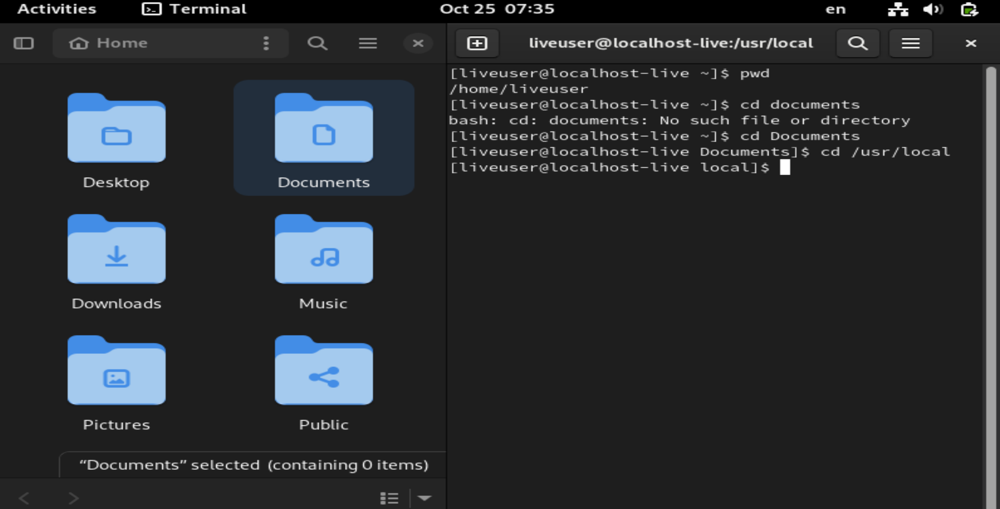 Activities Terminal Oct 25 07:35 en
Home
liveuser@localhost-live:/usr/local
Desktop Documents
Downloads Music
Pictures Public
“Documents” selected (containing 0 items)
[liveuser@localhost-live ~]$ pwd
/home/liveuser
[liveuser@localhost-live ~]$ cd documents
bash: cd: documents: No such file or directory
[liveuser@localhost-live ~]$ cd Documents
[liveuser@localhost-live Documents]$ cd /usr/local
[liveuser@localhost-live local]$